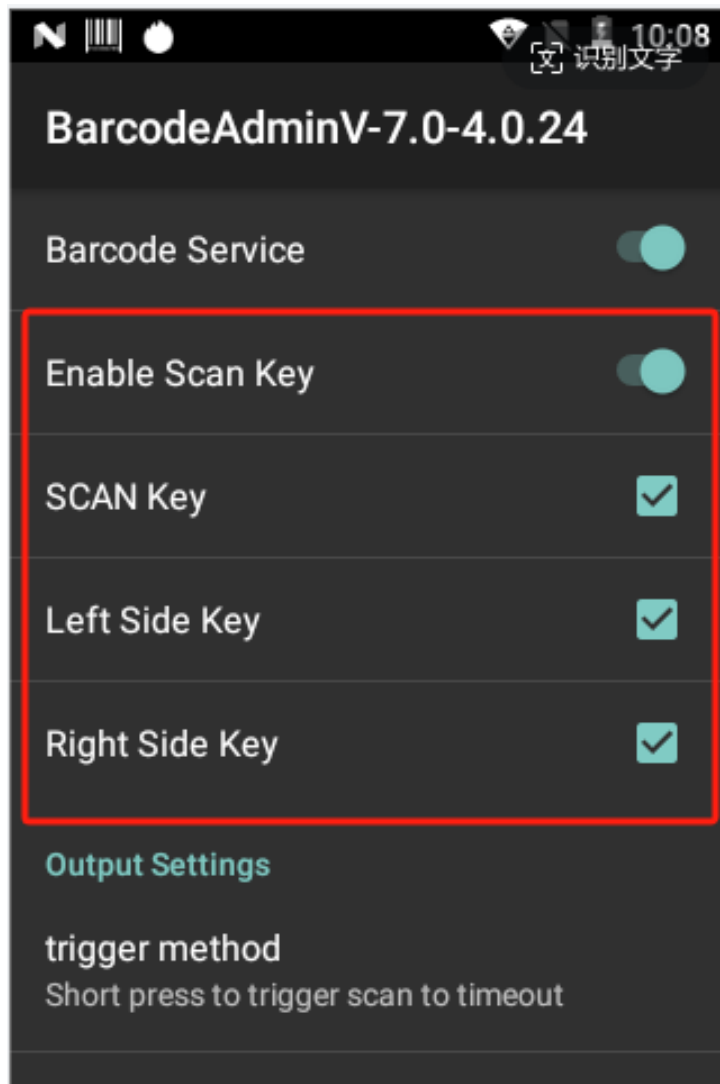 10:08
识别文字
BarcodeAdminV-7.0-4.0.24
Barcode Service
Enable Scan Key
SCAN Key
Left Side Key
Right Side Key
Output Settings
trigger method
Short press to trigger scan to timeout